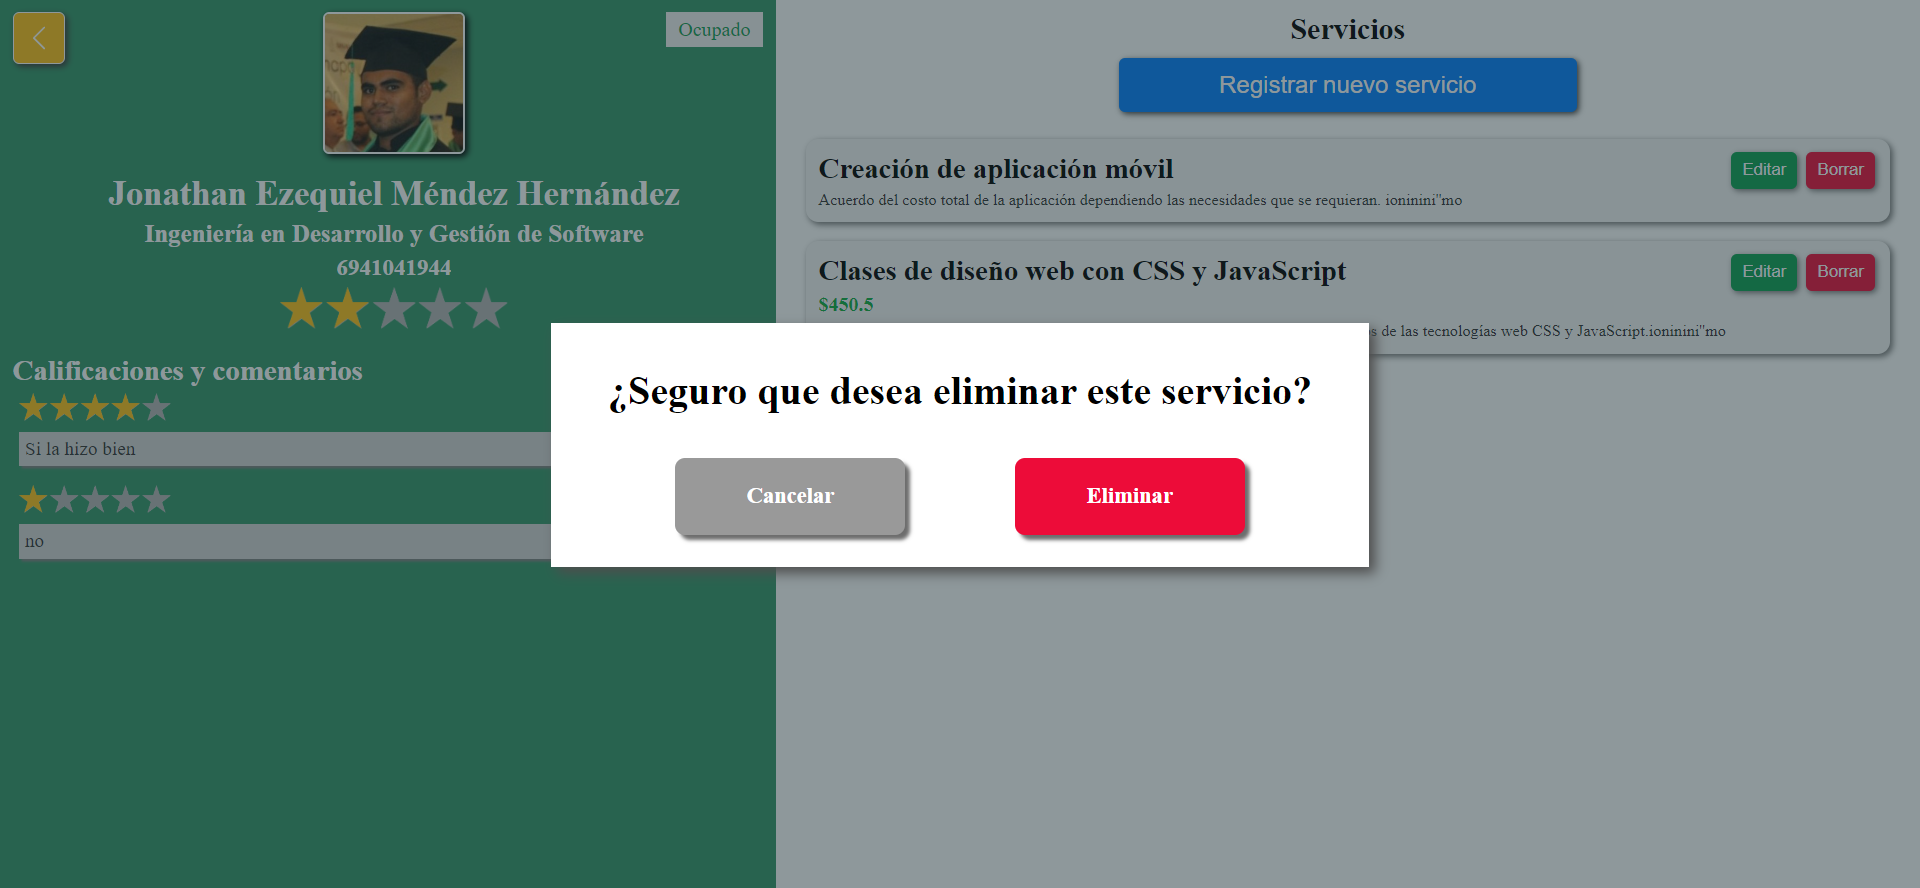 Ocupado
Jonathan Ezequiel Méndez Hernández
Ingeniería en Desarrollo y Gestión de Software
6941041944
Calificaciones y comentarios
Si la hizo bien
no
Servicios
Registrar nuevo servicio
Creación de aplicación móvil
Editar
Borrar
Acuerdo del costo total de la aplicación dependiendo las necesidades que se requieran. ioninini"mo
Clases de diseño web con CSS y JavaScript
Editar
Borrar
$450.5
de las tecnologías web CSS y JavaScript.ioninini"mo
¿Seguro que desea eliminar este servicio?
Cancelar
Eliminar